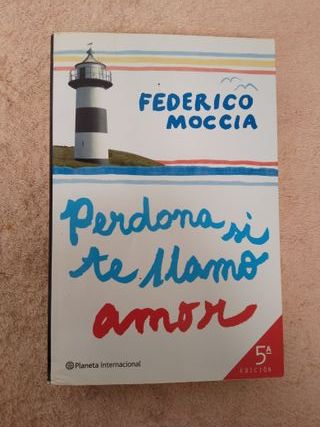 FEDERICO
MOCCIA
Perdona si
te llamo
amor
Planeta Internacional
5ª
EDICIÓN